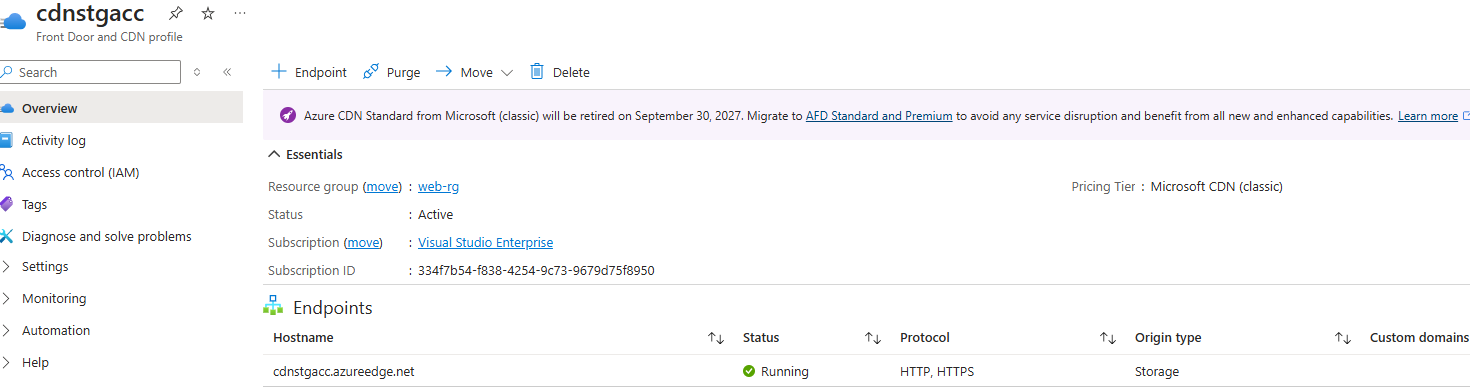 cdnstgacc
Front Door and CDN profile
Search
Endpoint Purge Move Delete
Overview
Activity log
Access control (IAM)
Tags
Diagnose and solve problems
Settings
Monitoring
Automation
Help
Azure CDN Standard from Microsoft (classic) will be retired on September 30, 2027. Migrate to AFD Standard and Premium to avoid any service disruption and benefit from all new and enhanced capabilities. Learn more
Essentials
Resource group (move) : web-rg
Pricing Tier : Microsoft CDN (classic)
Status : Active
Subscription (move) : Visual Studio Enterprise
Subscription ID : 334f7b54-f838-4254-9c73-9679d75f8950
Endpoints
Hostname Status Protocol Origin type Custom domains
cdnstgacc.azureedge.net Running HTTP, HTTPS Storage